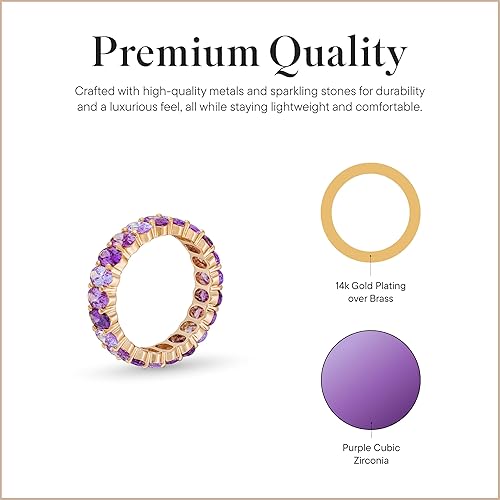 Premium Quality
Crafted with high-quality metals and sparkling stones for durability
and a luxurious feel, all while staying lightweight and comfortable.
14k Gold Plating
over Brass
Purple Cubic
Zirconia